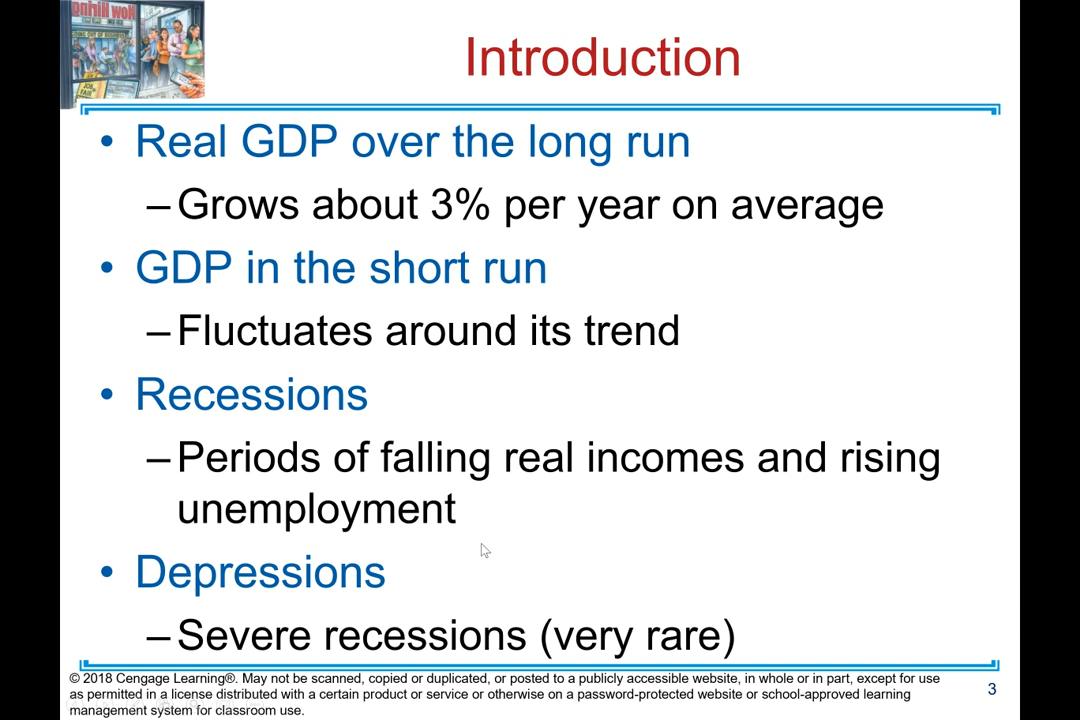 Now Hiring
Introduction
• Real GDP over the long run
–Grows about 3% per year on average
• GDP in the short run
–Fluctuates around its trend
• Recessions
–Periods of falling real incomes and rising
unemployment
• Depressions
–Severe recessions (very rare)
© 2018 Cengage Learning®. May not be scanned, copied or duplicated, or posted to a publicly accessible website, in whole or in part, except for use
as permitted in a license distributed with a certain product or service or otherwise on a password-protected website or school-approved learning
management system for classroom use.
3